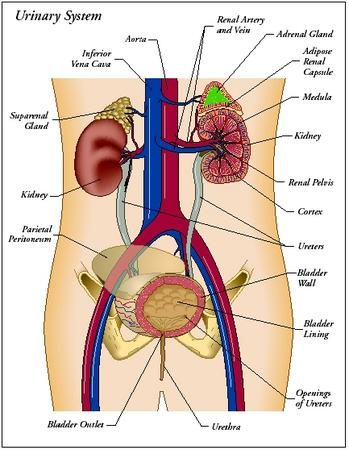 Urinary System
Renal Artery
and Vein
Aorta
Adrenal Gland
Inferior
Vena Cava
Adipose
Renal
Capsule
Medula
Suparenal
Gland
Kidney
Renal Pelvis
Kidney
Cortex
Parietal
Peritoneum
Ureters
Bladder
Wall
Bladder
Lining
Openings
of Ureters
Bladder Outlet
Urethra